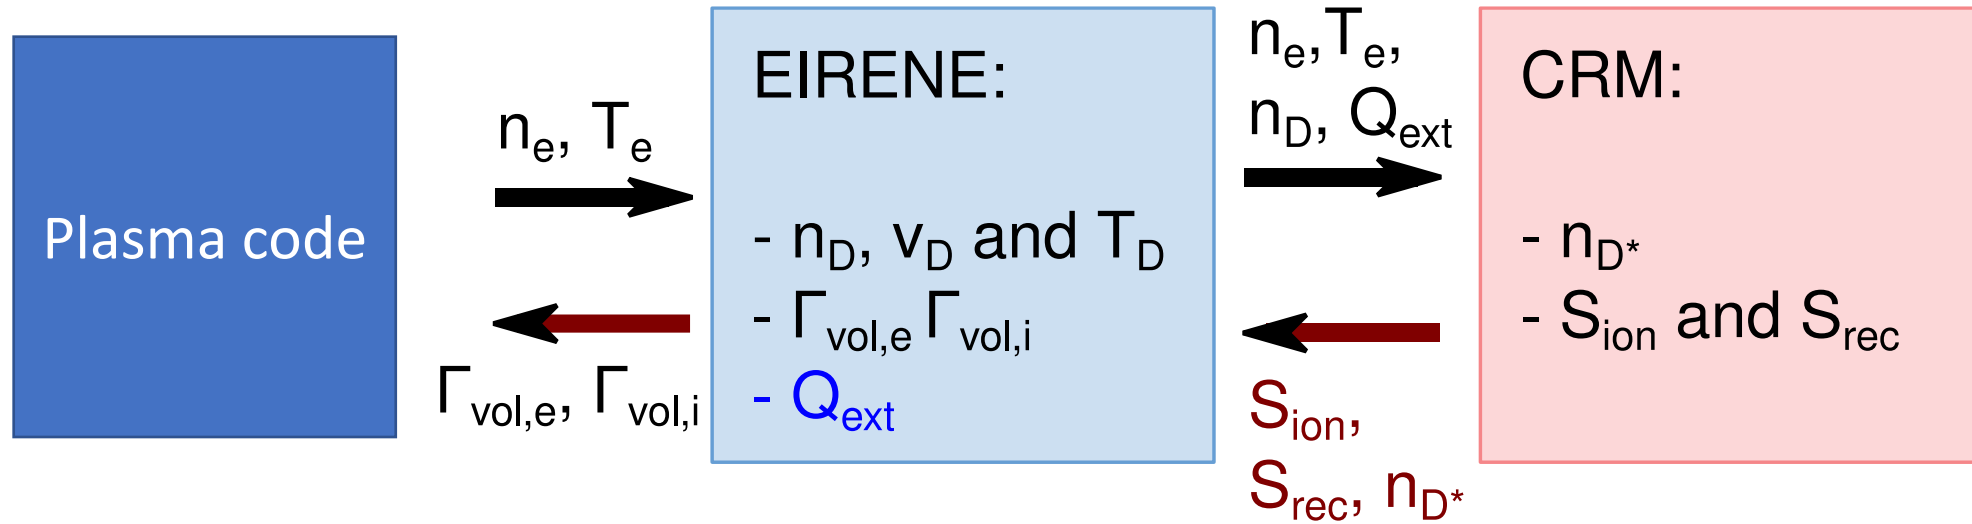 Plasma code
n_e, T_e
Γ_vol,e, Γ_vol,i
EIRENE:
- n_D, v_D and T_D
- Γ_vol,e Γ_vol,i
- Q_ext
n_e, T_e,
n_D, Q_ext
S_ion,
S_rec, n_D*
CRM:
- n_D*
- S_ion and S_rec